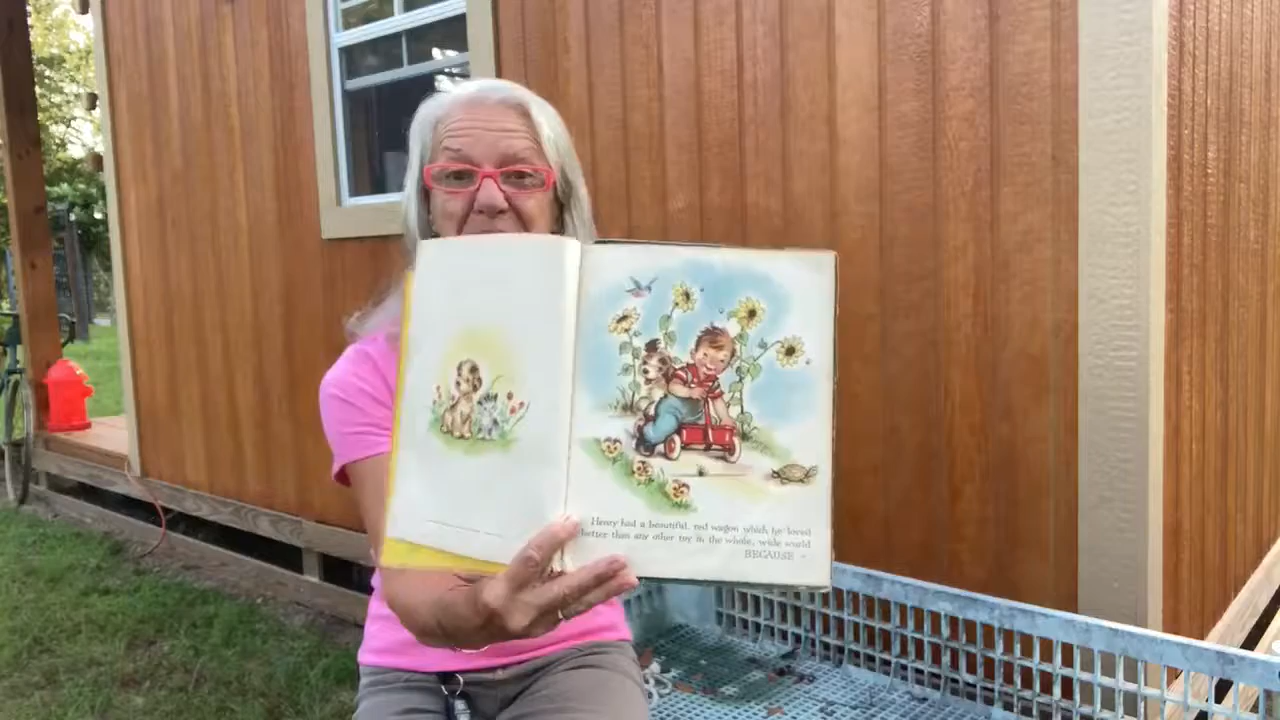 Henry had a beautiful, red wagon which he loved
better than any other toy in the whole, wide world
BECAUSE -